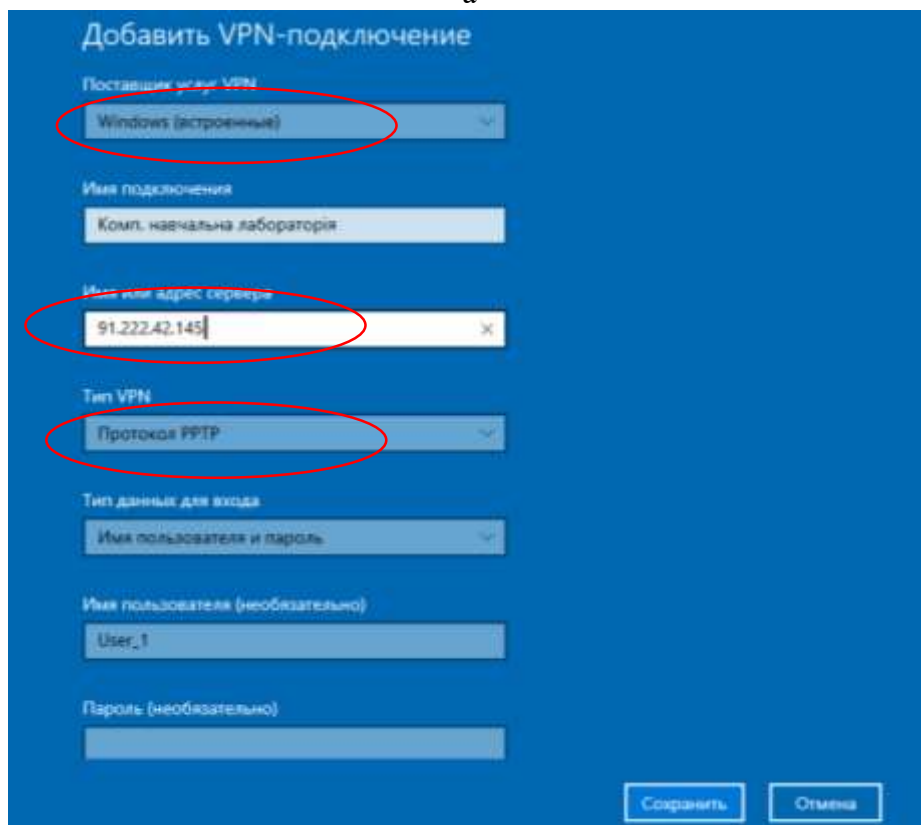 а
Добавить VPN-подключение
Поставщик услуг VPN
Windows (встроенные)
Имя подключения
Комп. навчальна лабораторія
Имя или адрес сервера
91.222.42.145
Тип VPN
Протокол PPTP
Тип данных для входа
Имя пользователя и пароль
Имя пользователя (необязательно)
User_1
Пароль (необязательно)
Сохранить Отмена